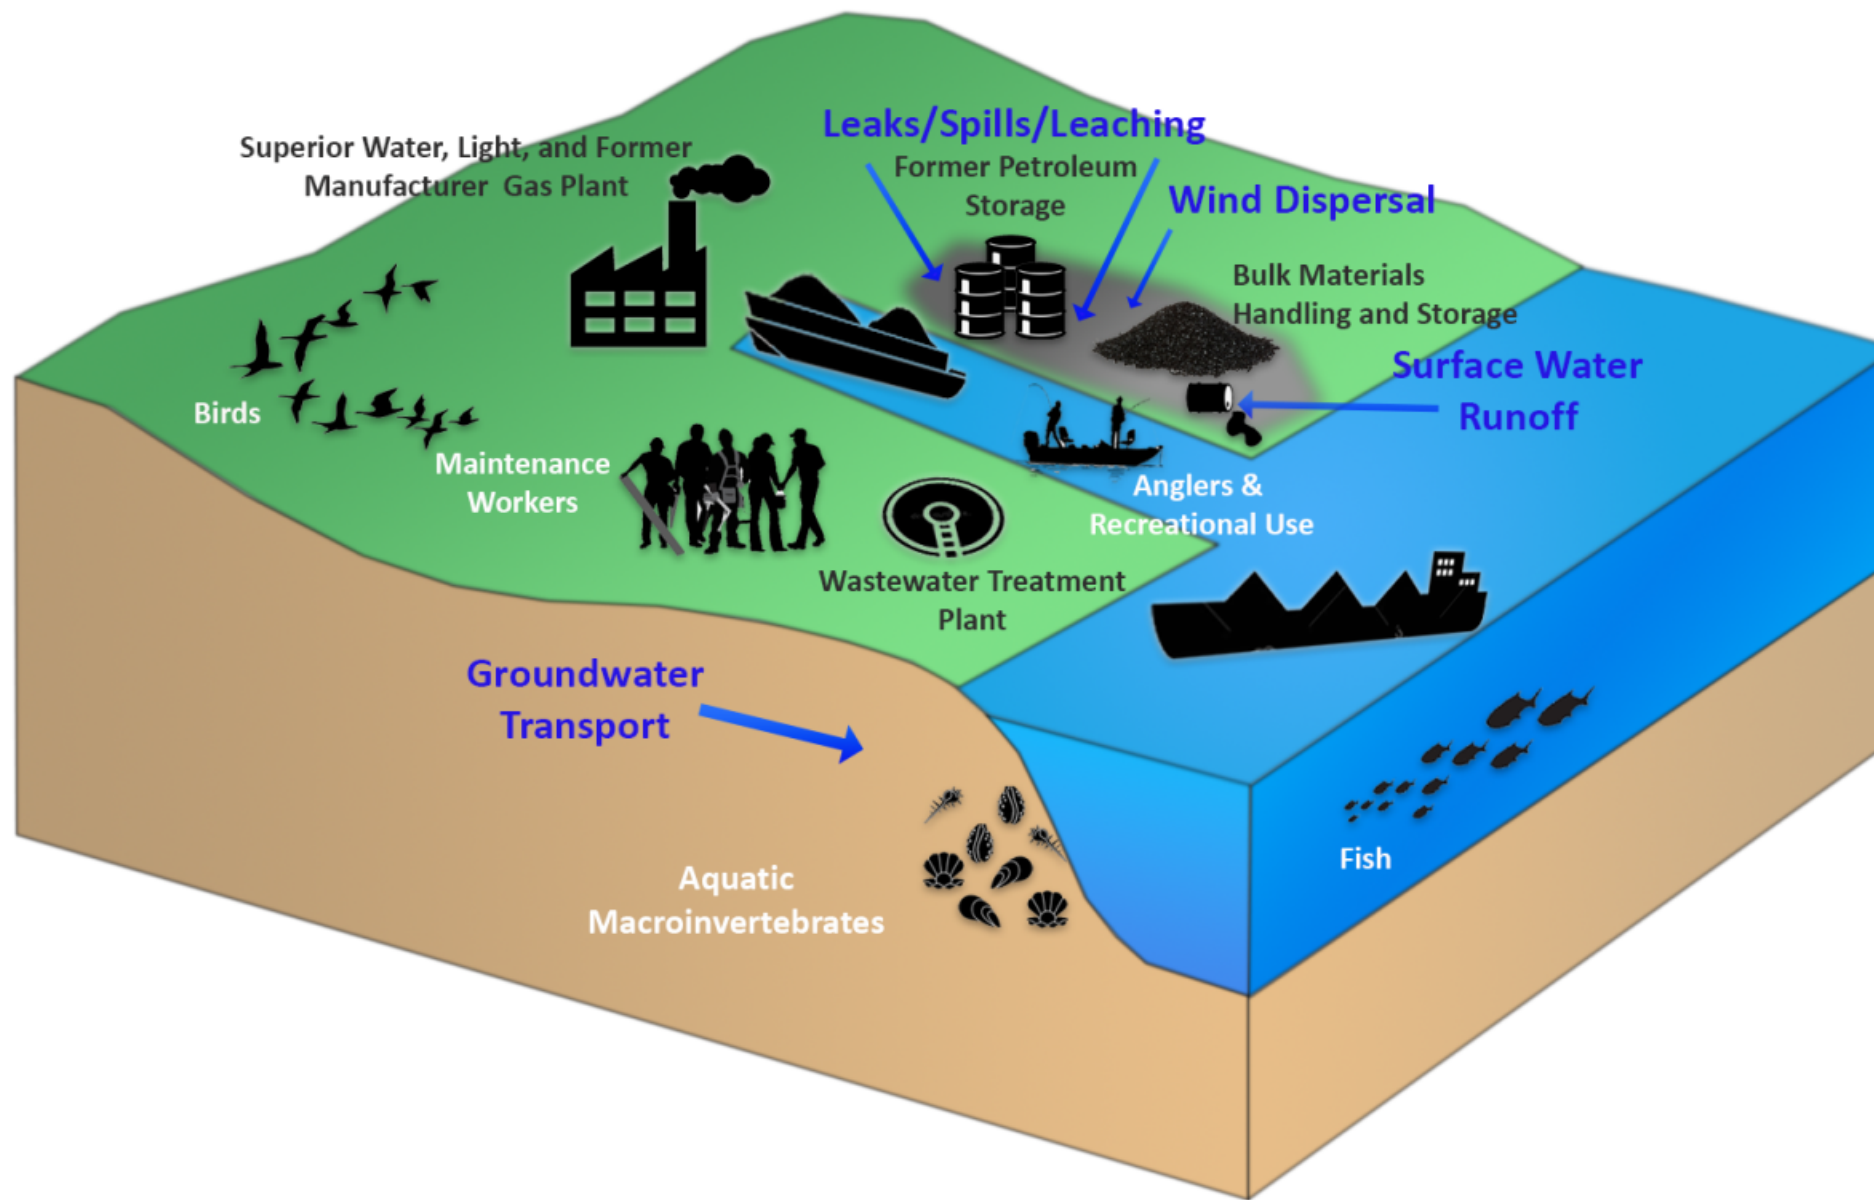 Superior Water, Light, and Former
Manufacturer Gas Plant
Leaks/Spills/Leaching
Former Petroleum
Storage
Wind Dispersal
Bulk Materials
Handling and Storage
Surface Water
Runoff
Birds
Maintenance
Workers
Anglers &
Recreational Use
Wastewater Treatment
Plant
Groundwater
Transport
Aquatic
Macroinvertebrates
Fish